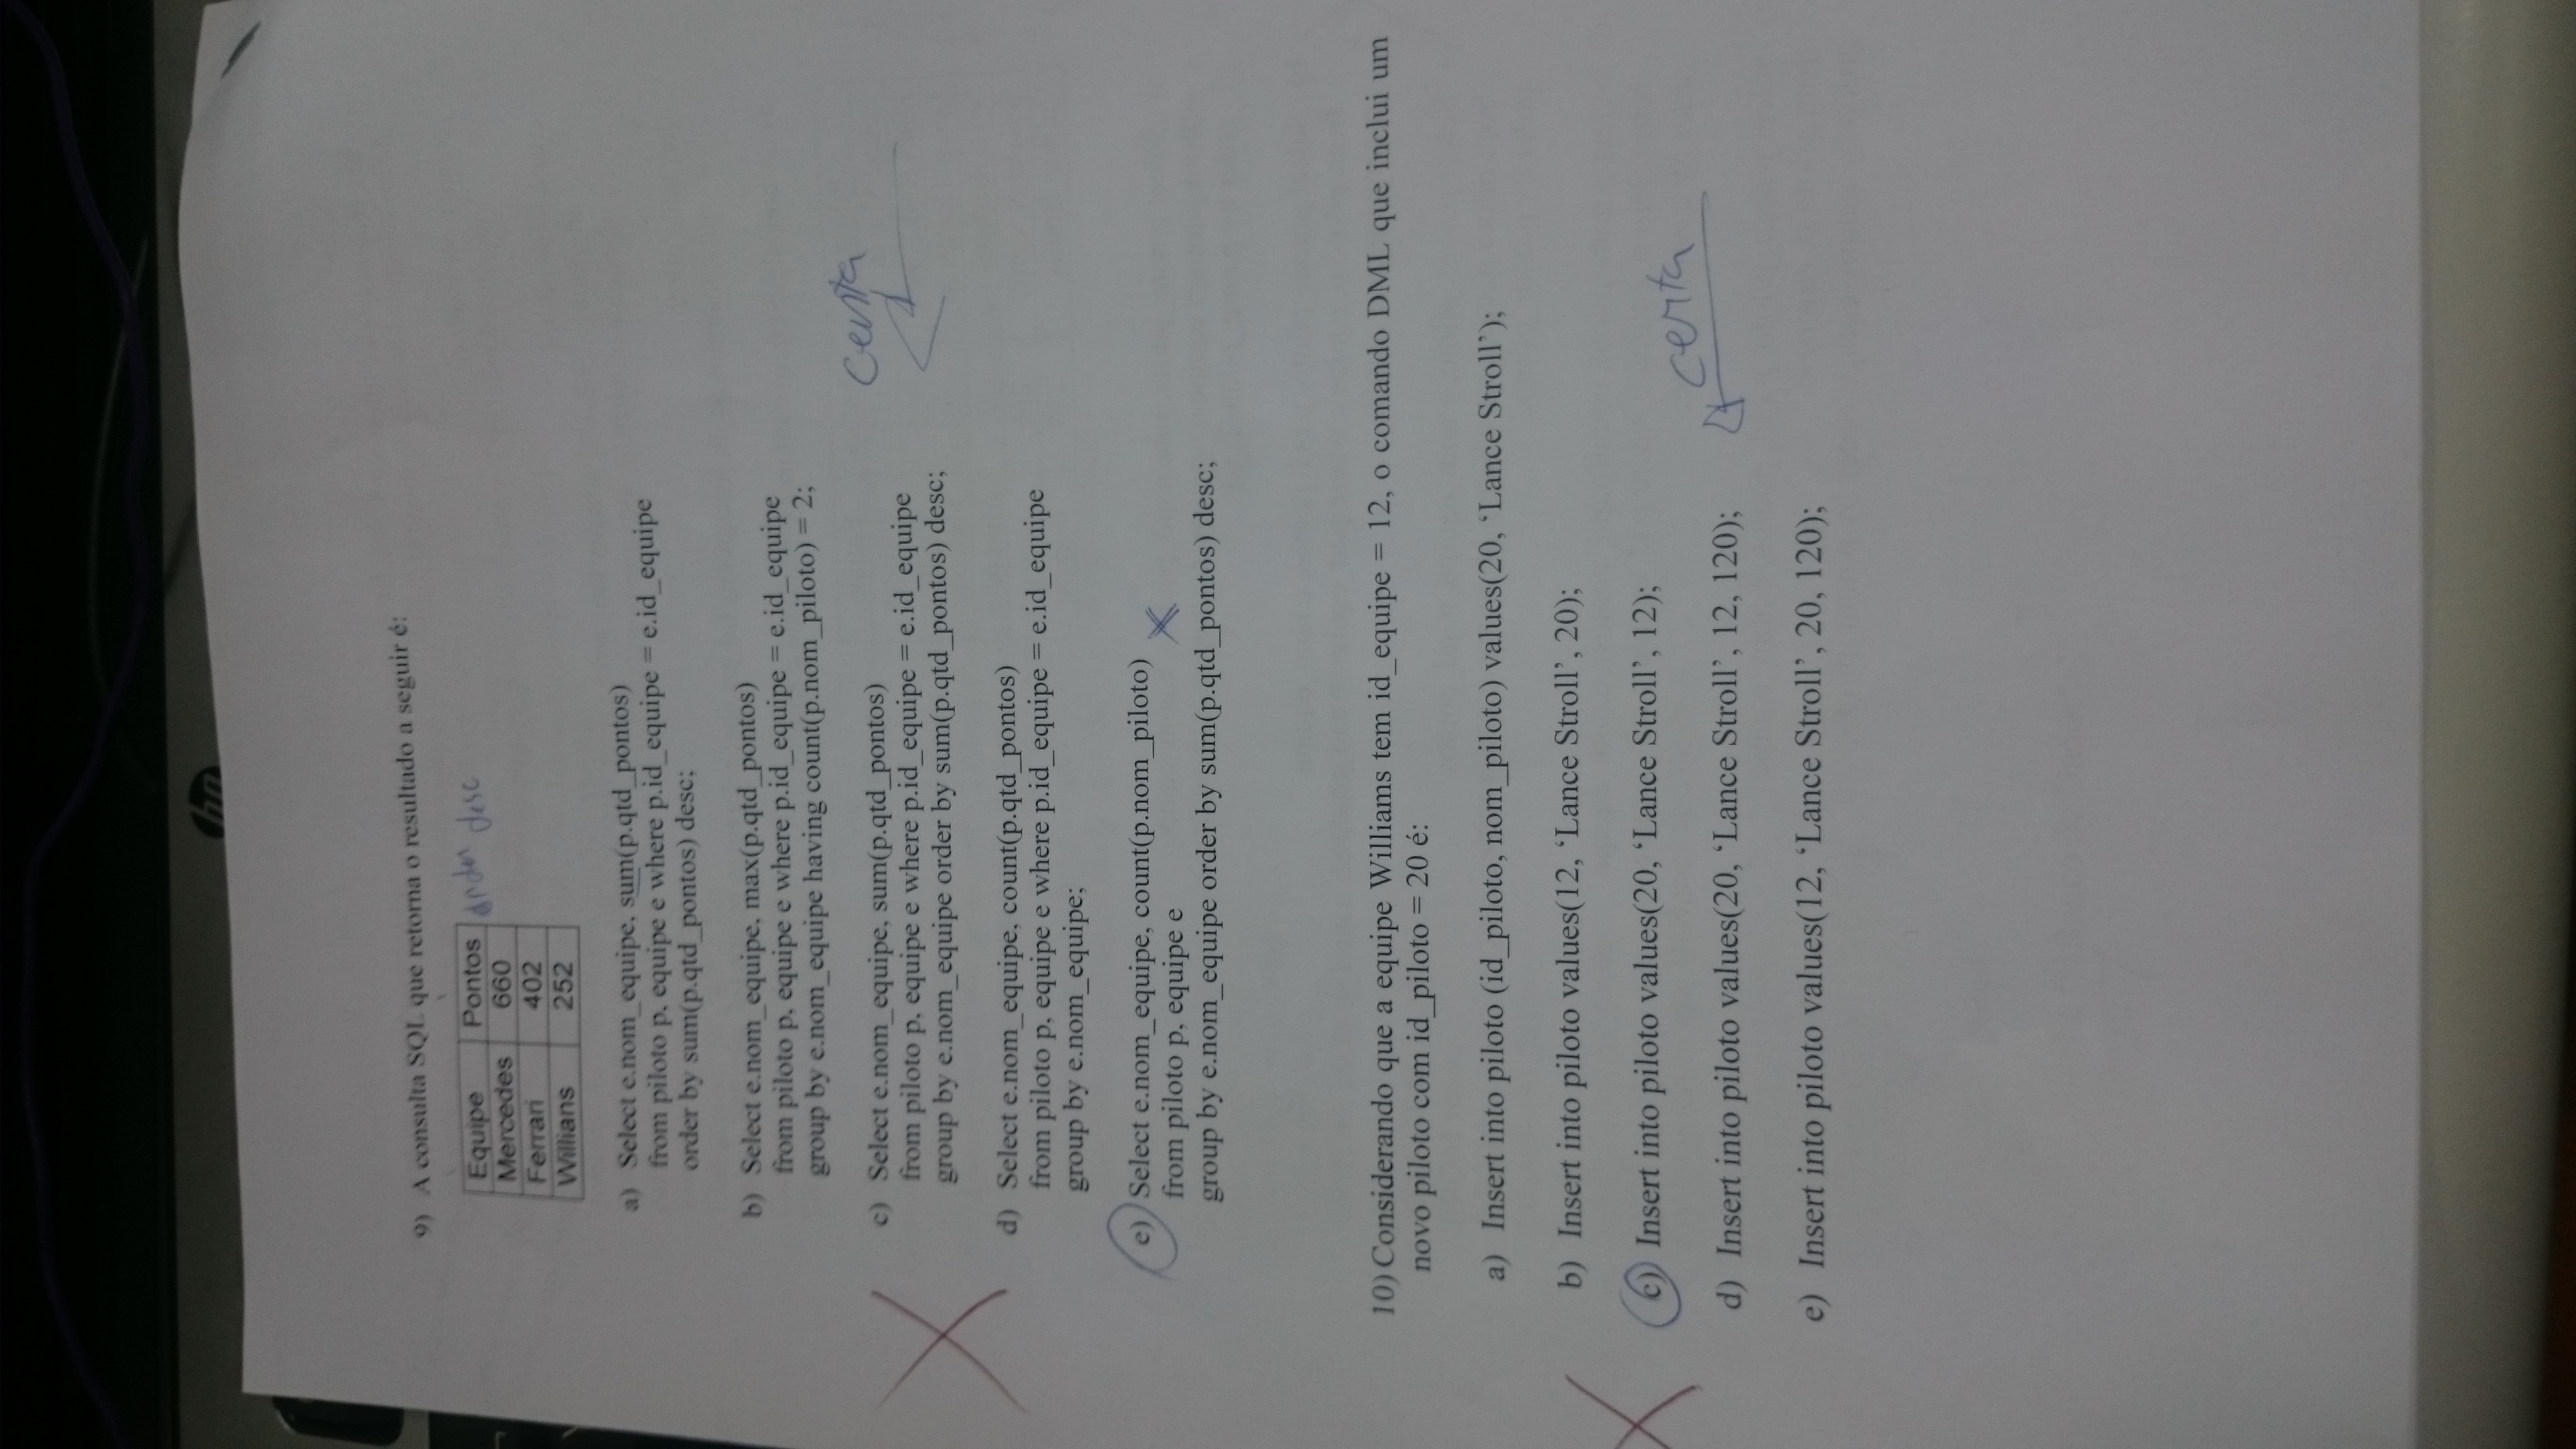 hp
9) A consulta SQL que retorna o resultado a seguir é:
Equipe Pontos order desc
Mercedes 660
Ferrari 402
Willians 252
a) Select e.nom_equipe, sum(p.qtd_pontos)
from piloto p, equipe e where p.id_equipe = e.id_equipe
order by sum(p.qtd_pontos) desc;
b) Select e.nom_equipe, max(p.qtd_pontos)
from piloto p, equipe e where p.id_equipe = e.id_equipe
group by e.nom_equipe having count(p.nom_piloto) = 2;
certa
c) Select e.nom_equipe, sum(p.qtd_pontos)
from piloto p, equipe e where p.id_equipe = e.id_equipe
group by e.nom_equipe order by sum(p.qtd_pontos) desc;
d) Select e.nom_equipe, count(p.qtd_pontos)
from piloto p, equipe e where p.id_equipe = e.id_equipe
group by e.nom_equipe;
e) Select e.nom_equipe, count(p.nom_piloto)
from piloto p, equipe e
group by e.nom_equipe order by sum(p.qtd_pontos) desc;
10) Considerando que a equipe Williams tem id_equipe = 12, o comando DML que inclui um
novo piloto com id_piloto = 20 é:
a) Insert into piloto (id_piloto, nom_piloto) values(20, ‘Lance Stroll’);
b) Insert into piloto values(12, ‘Lance Stroll’, 20);
c) Insert into piloto values(20, ‘Lance Stroll’, 12);
certa
d) Insert into piloto values(20, ‘Lance Stroll’, 12, 120);
e) Insert into piloto values(12, ‘Lance Stroll’, 20, 120);